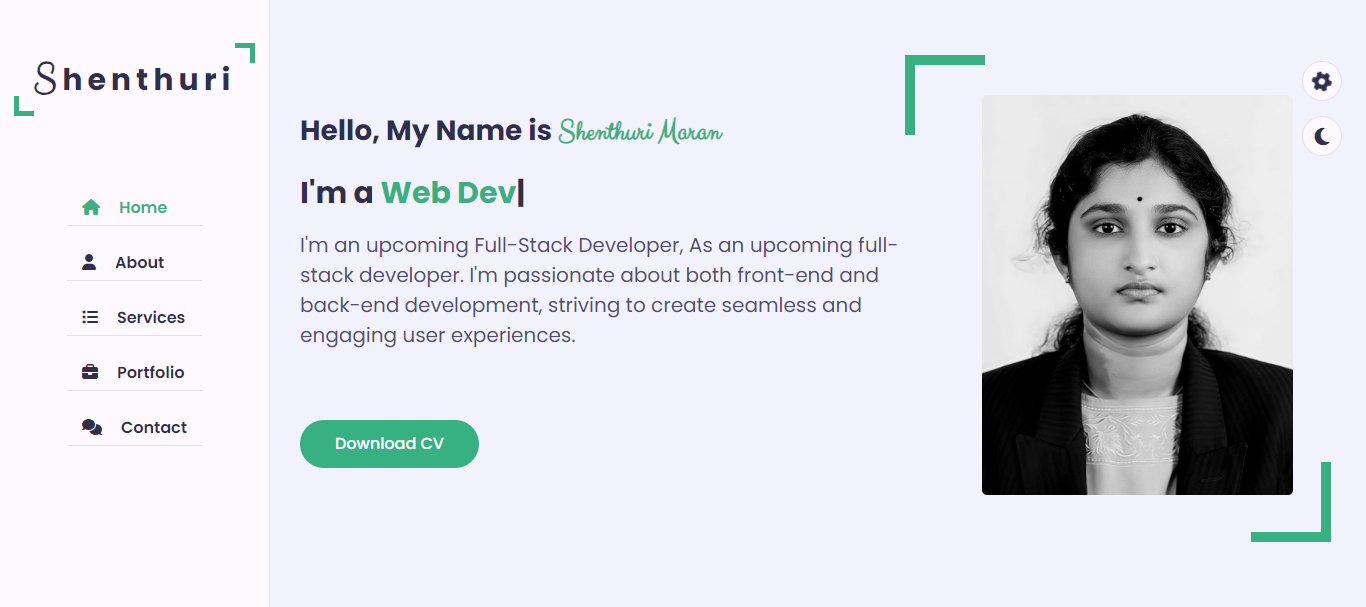 Shenthuri
Home
About
Services
Portfolio
Contact
Hello, My Name is Shenthuri Maran
I'm a Web Dev|
I'm an upcoming Full-Stack Developer, As an upcoming full-
stack developer. I'm passionate about both front-end and
back-end development, striving to create seamless and
engaging user experiences.
Download CV